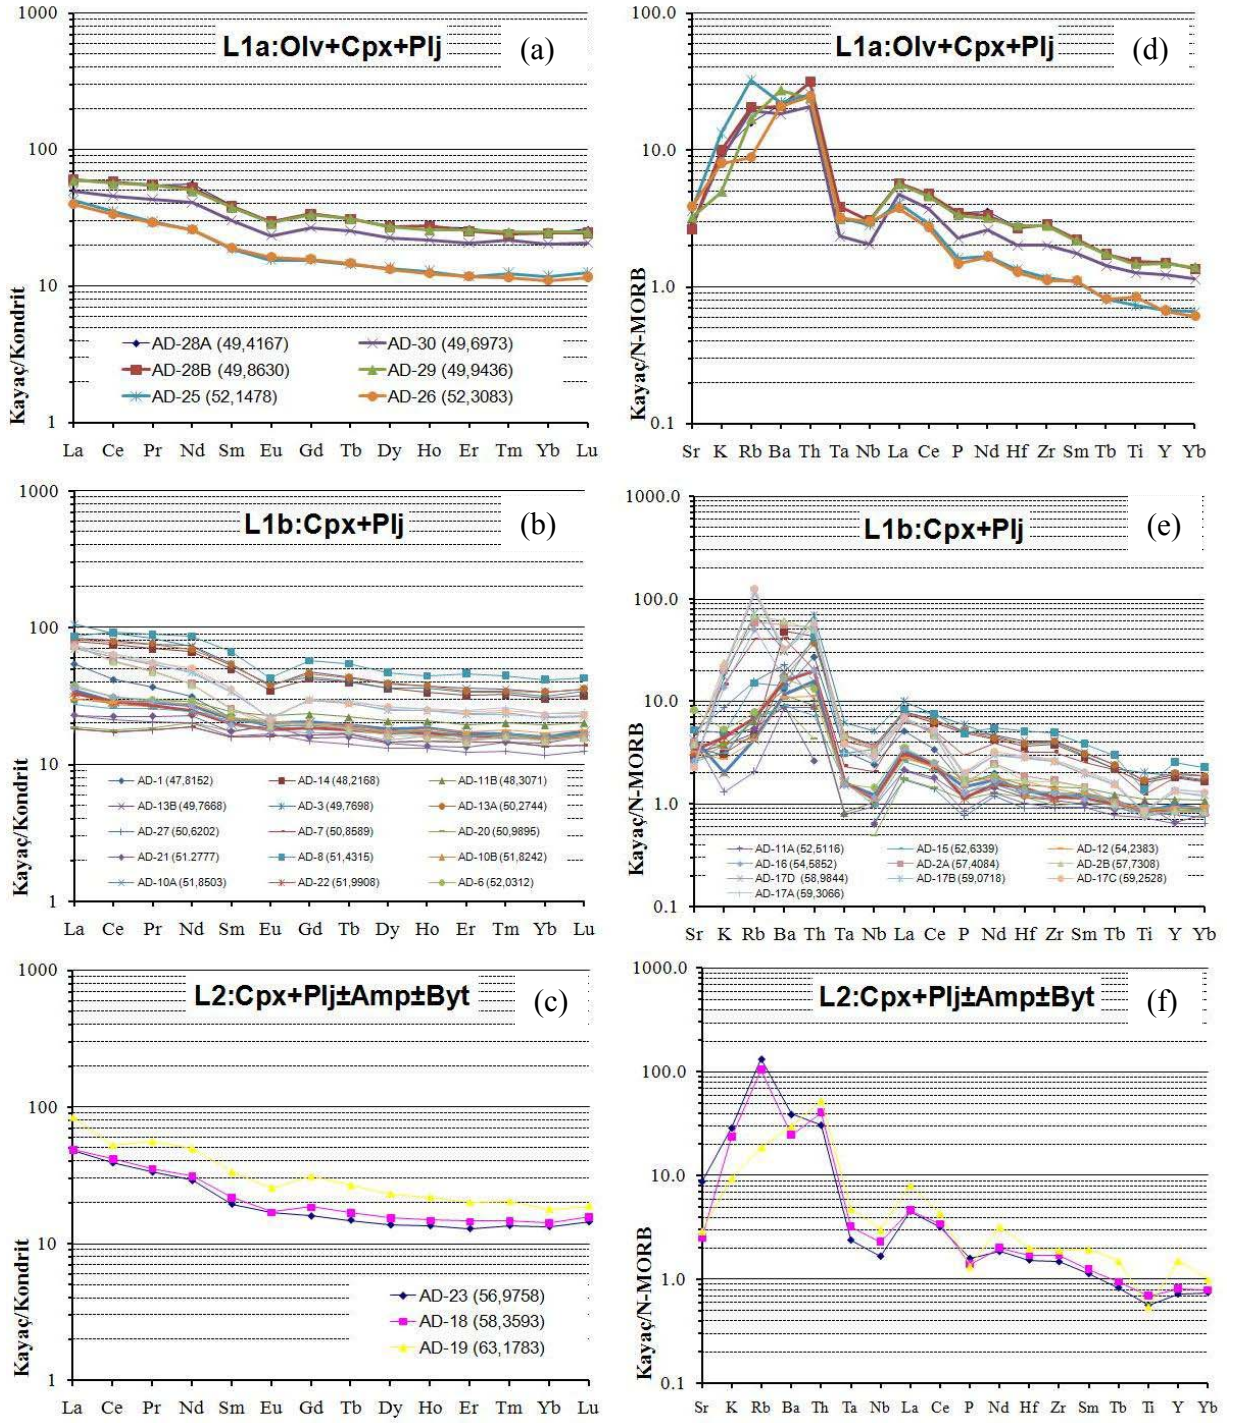 L1a:Olv+Cpx+Plj (a)
1000
100
10
1
Kayaç/Kondrit
AD-28A (49,4167) AD-30 (49,6973)
AD-28B (49,8630) AD-29 (49,9436)
AD-25 (52,1478) AD-26 (52,3083)
La Ce Pr Nd Sm Eu Gd Tb Dy Ho Er Tm Yb Lu
L1a:Olv+Cpx+Plj (d)
100.0
10.0
1.0
0.1
Kayaç/N-MORB
Sr K Rb Ba Th Ta Nb La Ce P Nd Hf Zr Sm Tb Ti Y Yb
L1b:Cpx+Plj (b)
1000
100
10
1
Kayaç/Kondrit
AD-1 (47,8152) AD-14 (48,2168) AD-11B (48,3071)
AD-13B (49,7668) AD-3 (49,7698) AD-13A (50,2744)
AD-27 (50,6202) AD-7 (50,8589) AD-20 (50,9895)
AD-21 (51.2777) AD-8 (51,4315) AD-10B (51,8242)
AD-10A (51,8503) AD-22 (51,9908) AD-6 (52,0312)
La Ce Pr Nd Sm Eu Gd Tb Dy Ho Er Tm Yb Lu
L1b:Cpx+Plj (e)
1000.0
100.0
10.0
1.0
0.1
Kayaç/N-MORB
AD-11A (52,5116) AD-15 (52,6339) AD-12 (54,2383)
AD-16 (54,5852) AD-2A (57,4084) AD-2B (57,7308)
AD-17D (58,9844) AD-17B (59,0718) AD-17C (59,2528)
AD-17A (59,3066)
Sr K Rb Ba Th Ta Nb La Ce P Nd Hf Zr Sm Tb Ti Y Yb
L2:Cpx+Plj±Amp±Byt (c)
1000
100
10
1
Kayaç/Kondrit
AD-23 (56,9758)
AD-18 (58,3593)
AD-19 (63,1783)
La Ce Pr Nd Sm Eu Gd Tb Dy Ho Er Tm Yb Lu
L2:Cpx+Plj±Amp±Byt (f)
1000.0
100.0
10.0
1.0
0.1
Kayaç/N-MORB
Sr K Rb Ba Th Ta Nb La Ce P Nd Hf Zr Sm Tb Ti Y Yb